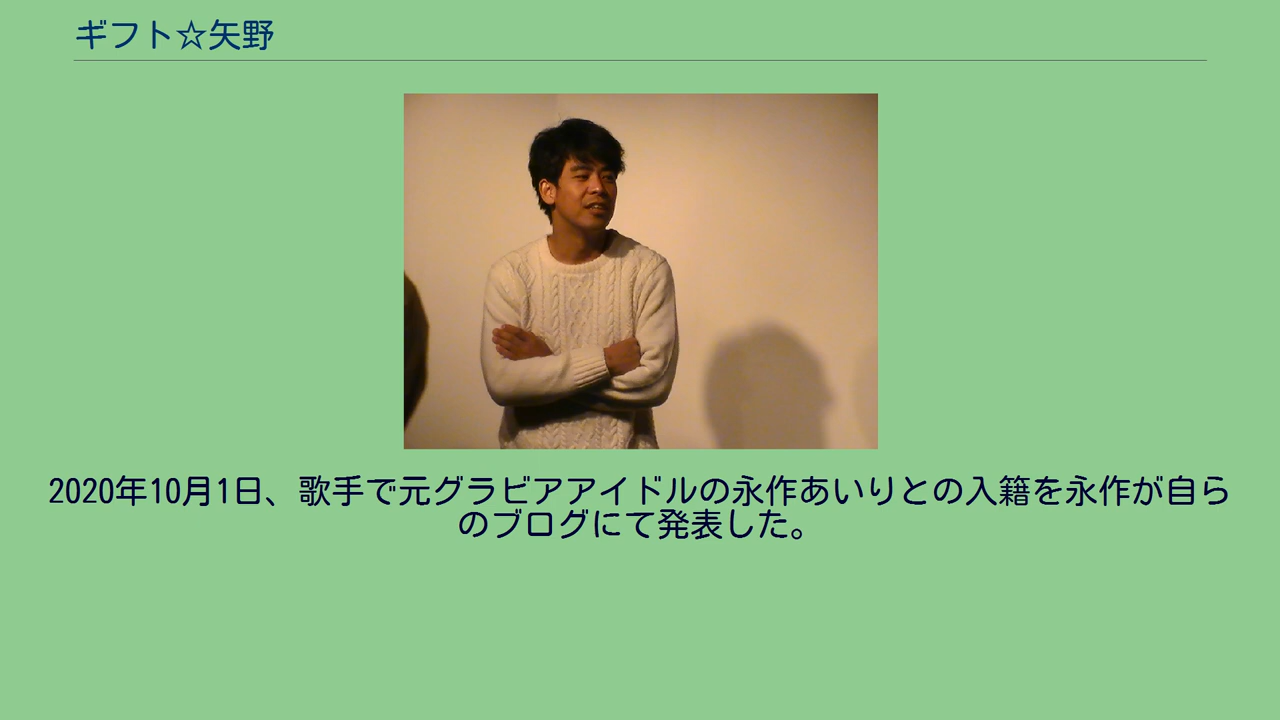 ギフト☆矢野
2020年10月1日、歌手で元グラビアアイドルの永作あいりとの入籍を永作が自ら
のブログにて発表した。